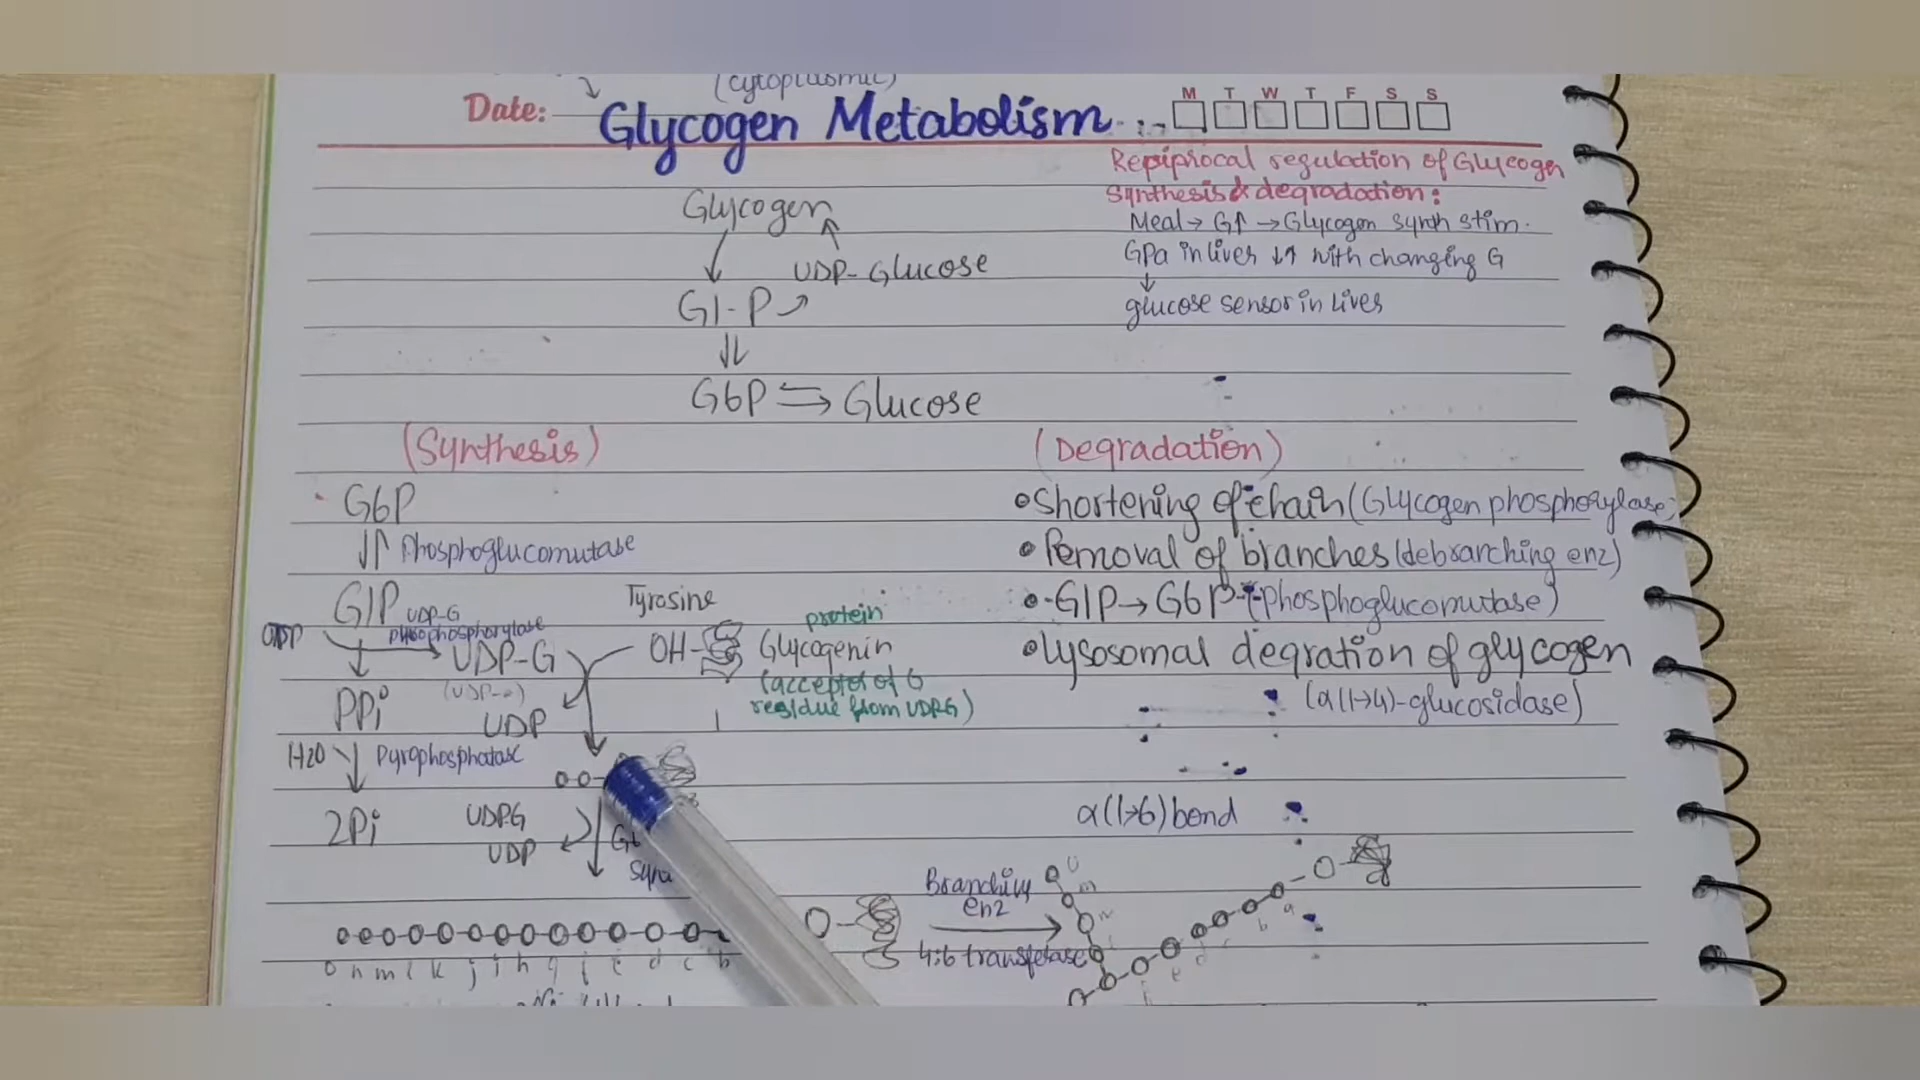 (cytoplasmic)
Date:
Glycogen Metabolism
M T W T F S S
Repiprocal regulation of Glycogen
Synthesis & degradation:
Meal → G↑ → Glycogen synth stim.
GPa in liver ↓↑ with changing G
↓
glucose sensor in liver
Glycogen
UDP-Glucose
G1-P
G6P ⇌ Glucose
(Synthesis)
G6P
↓↑ Phosphoglucomutase
G1P
UDP-G
UDP-G
PPi
UDP
H2O
Pyrophosphatase
2Pi
Tyrosine
OH-
protein
Glycogenin
(acceptor of G
residue from UDPG)
UDPG
UDP
o n m l k j i h g f e d c b
O-
Branching
enz
4:6 transferase
(Degradation)
• Shortening of chain (Glycogen phosphorylase)
• Removal of branches (debranching enz)
• G1P → G6P (phosphoglucomutase)
• lysosomal degration of glycogen
(α(1→4)-glucosidase)
α(1→6) bond